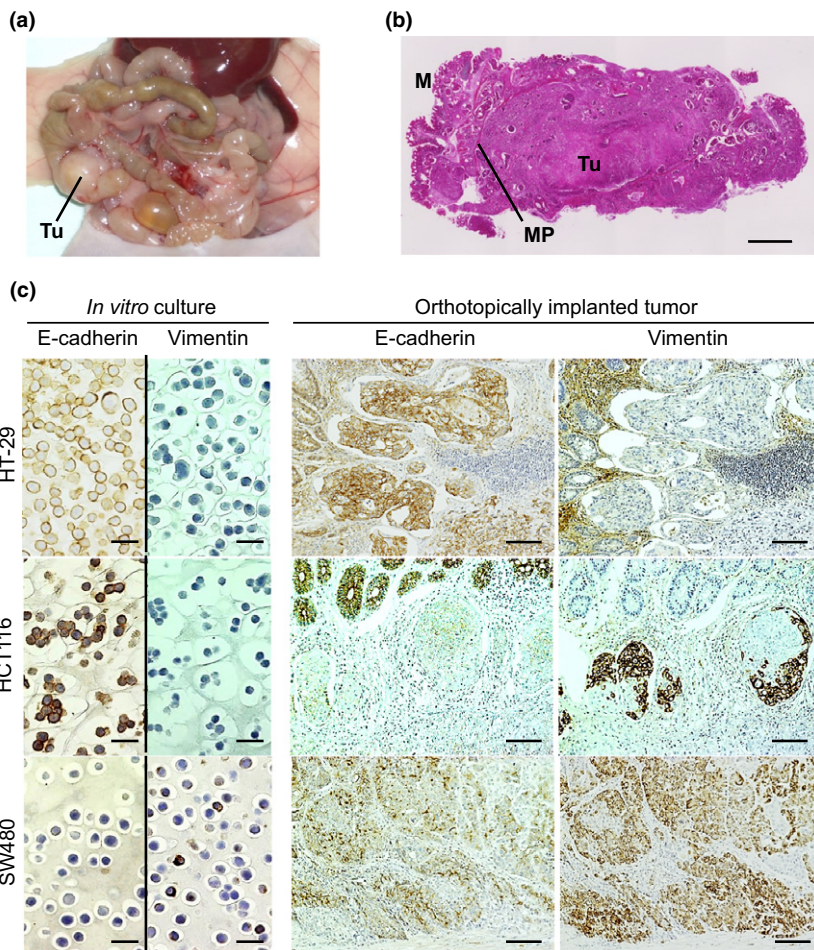 (a)
(b)
Tu
M
Tu
MP
(c)
In vitro culture
Orthotopically implanted tumor
E-cadherin
Vimentin
E-cadherin
Vimentin
HT-29
HCT116
SW480